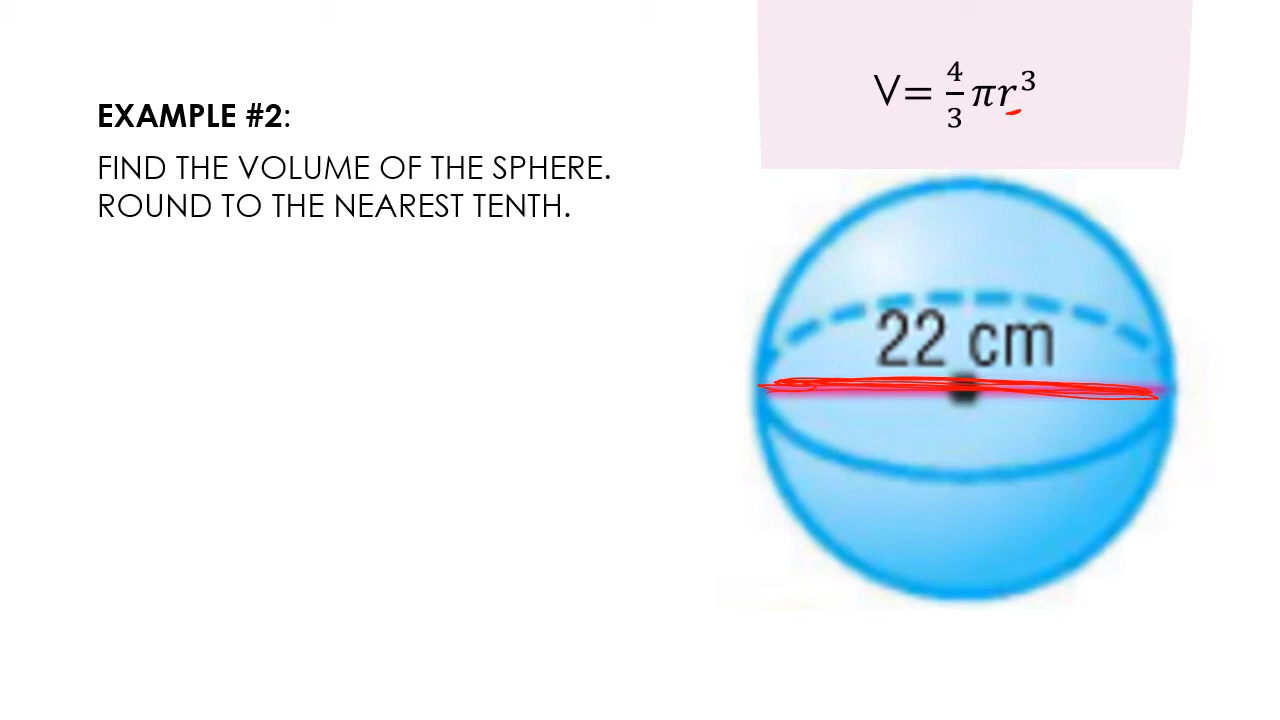 EXAMPLE #2:
FIND THE VOLUME OF THE SPHERE.
ROUND TO THE NEAREST TENTH.
V= 4/3 πr³
22 cm